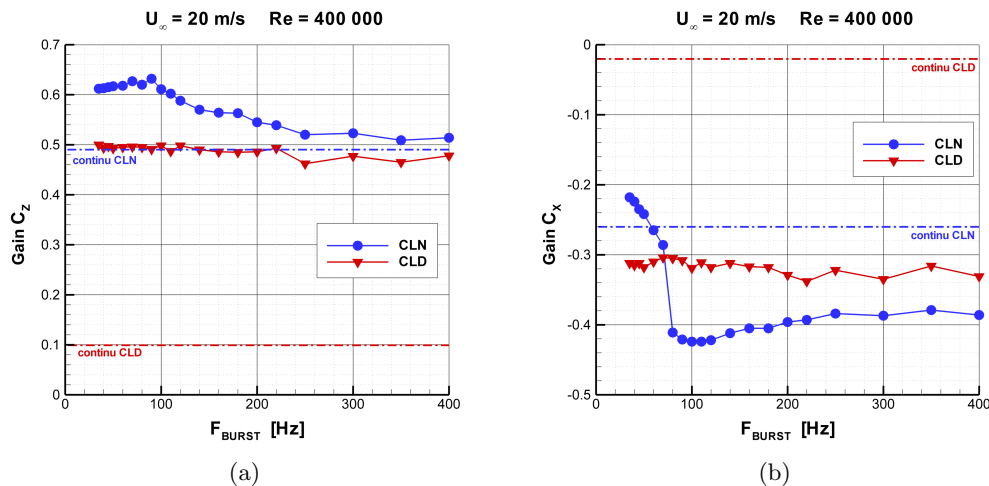 U∞ = 20 m/s Re = 400 000
0.7
0.6
0.5
0.4
0.3
0.2
0.1
0
Gain CZ
continu CLN
CLN
CLD
continu CLD
0 100 200 300 400
FBURST [Hz]
(a)
U∞ = 20 m/s Re = 400 000
0
-0.1
-0.2
-0.3
-0.4
-0.5
Gain CX
continu CLD
CLN
CLD
continu CLN
0 100 200 300 400
FBURST [Hz]
(b)